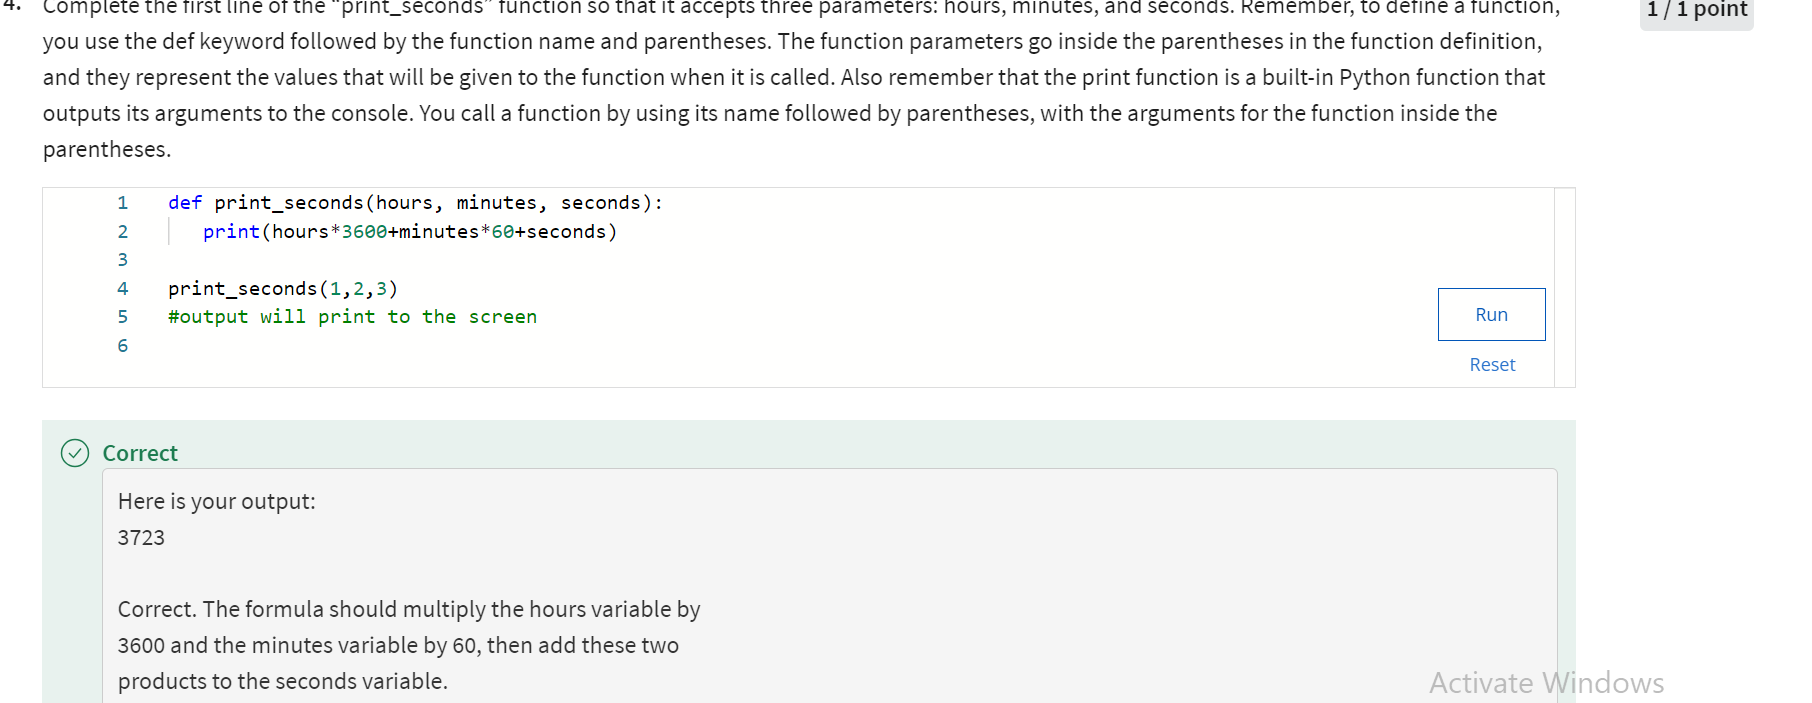 4. Complete the first line of the "print_seconds" function so that it accepts three parameters: hours, minutes, and seconds. Remember, to define a function,
1 / 1 point
you use the def keyword followed by the function name and parentheses. The function parameters go inside the parentheses in the function definition,
and they represent the values that will be given to the function when it is called. Also remember that the print function is a built-in Python function that
outputs its arguments to the console. You call a function by using its name followed by parentheses, with the arguments for the function inside the
parentheses.
1 def print_seconds(hours, minutes, seconds):
2 print(hours*3600+minutes*60+seconds)
3
4 print_seconds(1,2,3)
5 #output will print to the screen
6
Run
Reset
Correct
Here is your output:
3723
Correct. The formula should multiply the hours variable by
3600 and the minutes variable by 60, then add these two
products to the seconds variable.
Activate Windows